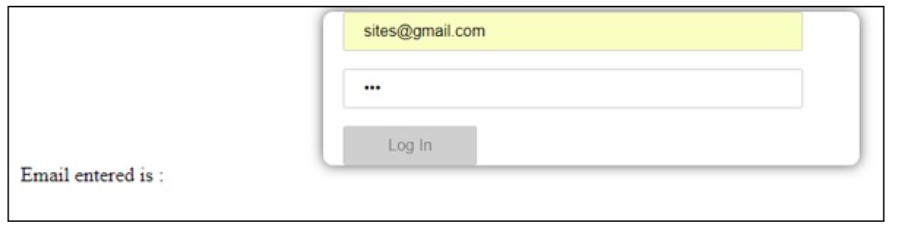 sites@gmail.com
•••
Log In
Email entered is :